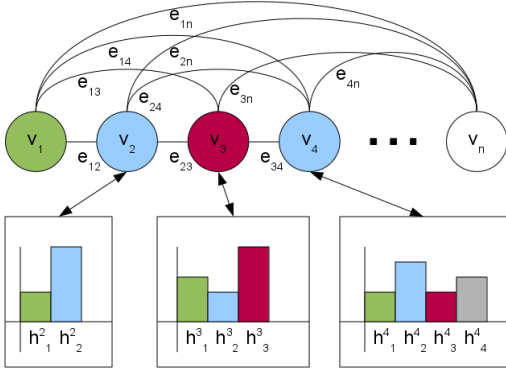 e1n
e14 e2n
e13 e24 e3n e4n
v1 v2 v3 v4 ... vn
e12 e23 e34
h²1 h²2 h³1 h³2 h³3 h⁴1 h⁴2 h⁴3 h⁴4